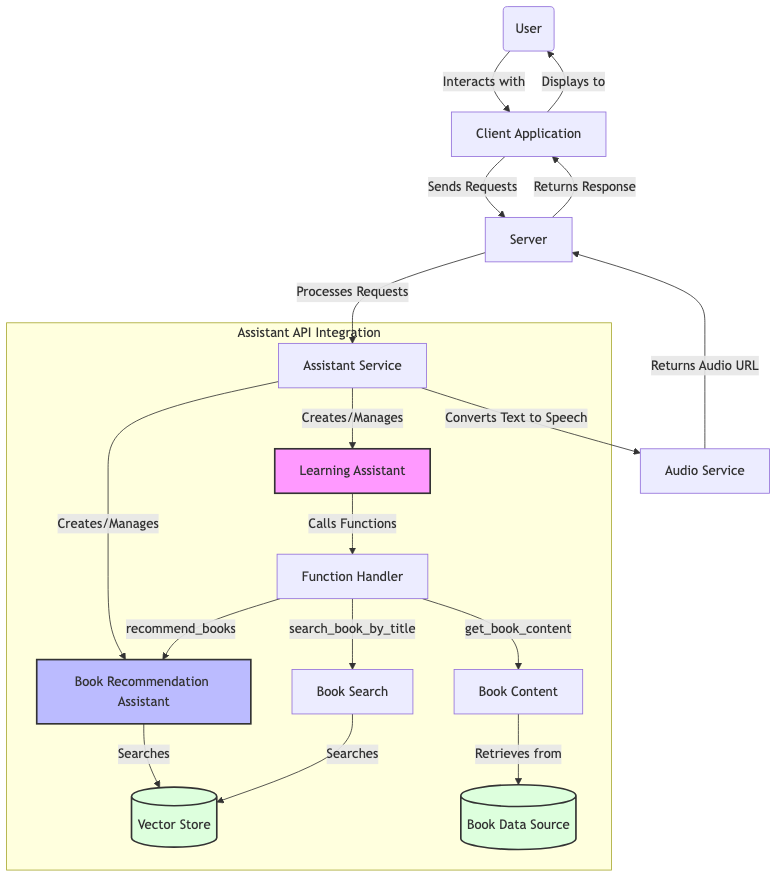 User
Interacts with
Displays to
Client Application
Sends Requests
Returns Response
Server
Processes Requests
Assistant API Integration
Assistant Service
Returns Audio URL
Creates/Manages
Converts Text to Speech
Learning Assistant
Audio Service
Creates/Manages
Calls Functions
Function Handler
recommend_books
search_book_by_title
get_book_content
Book Recommendation
Assistant
Book Search
Book Content
Searches
Searches
Retrieves from
Vector Store
Book Data Source